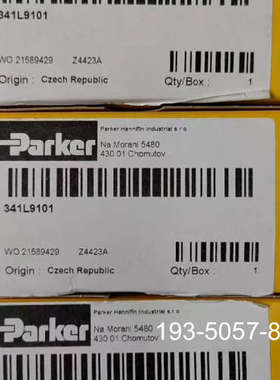 341L9101
WO 21589429 Z4423A
Origin : Czech Republic
Qty/Box : 1
Parker
Parker Hannifin Industrial s.r.o.
Na Morani 5480
430 01 Chomutov
341L9101
WO 21589429 Z4423A
Origin : Czech Republic
Qty/Box : 1
Parker
Parker Hannifin Industrial s.r.o.
Na Morani 5480
430 01 Chomutov
193-5057-8